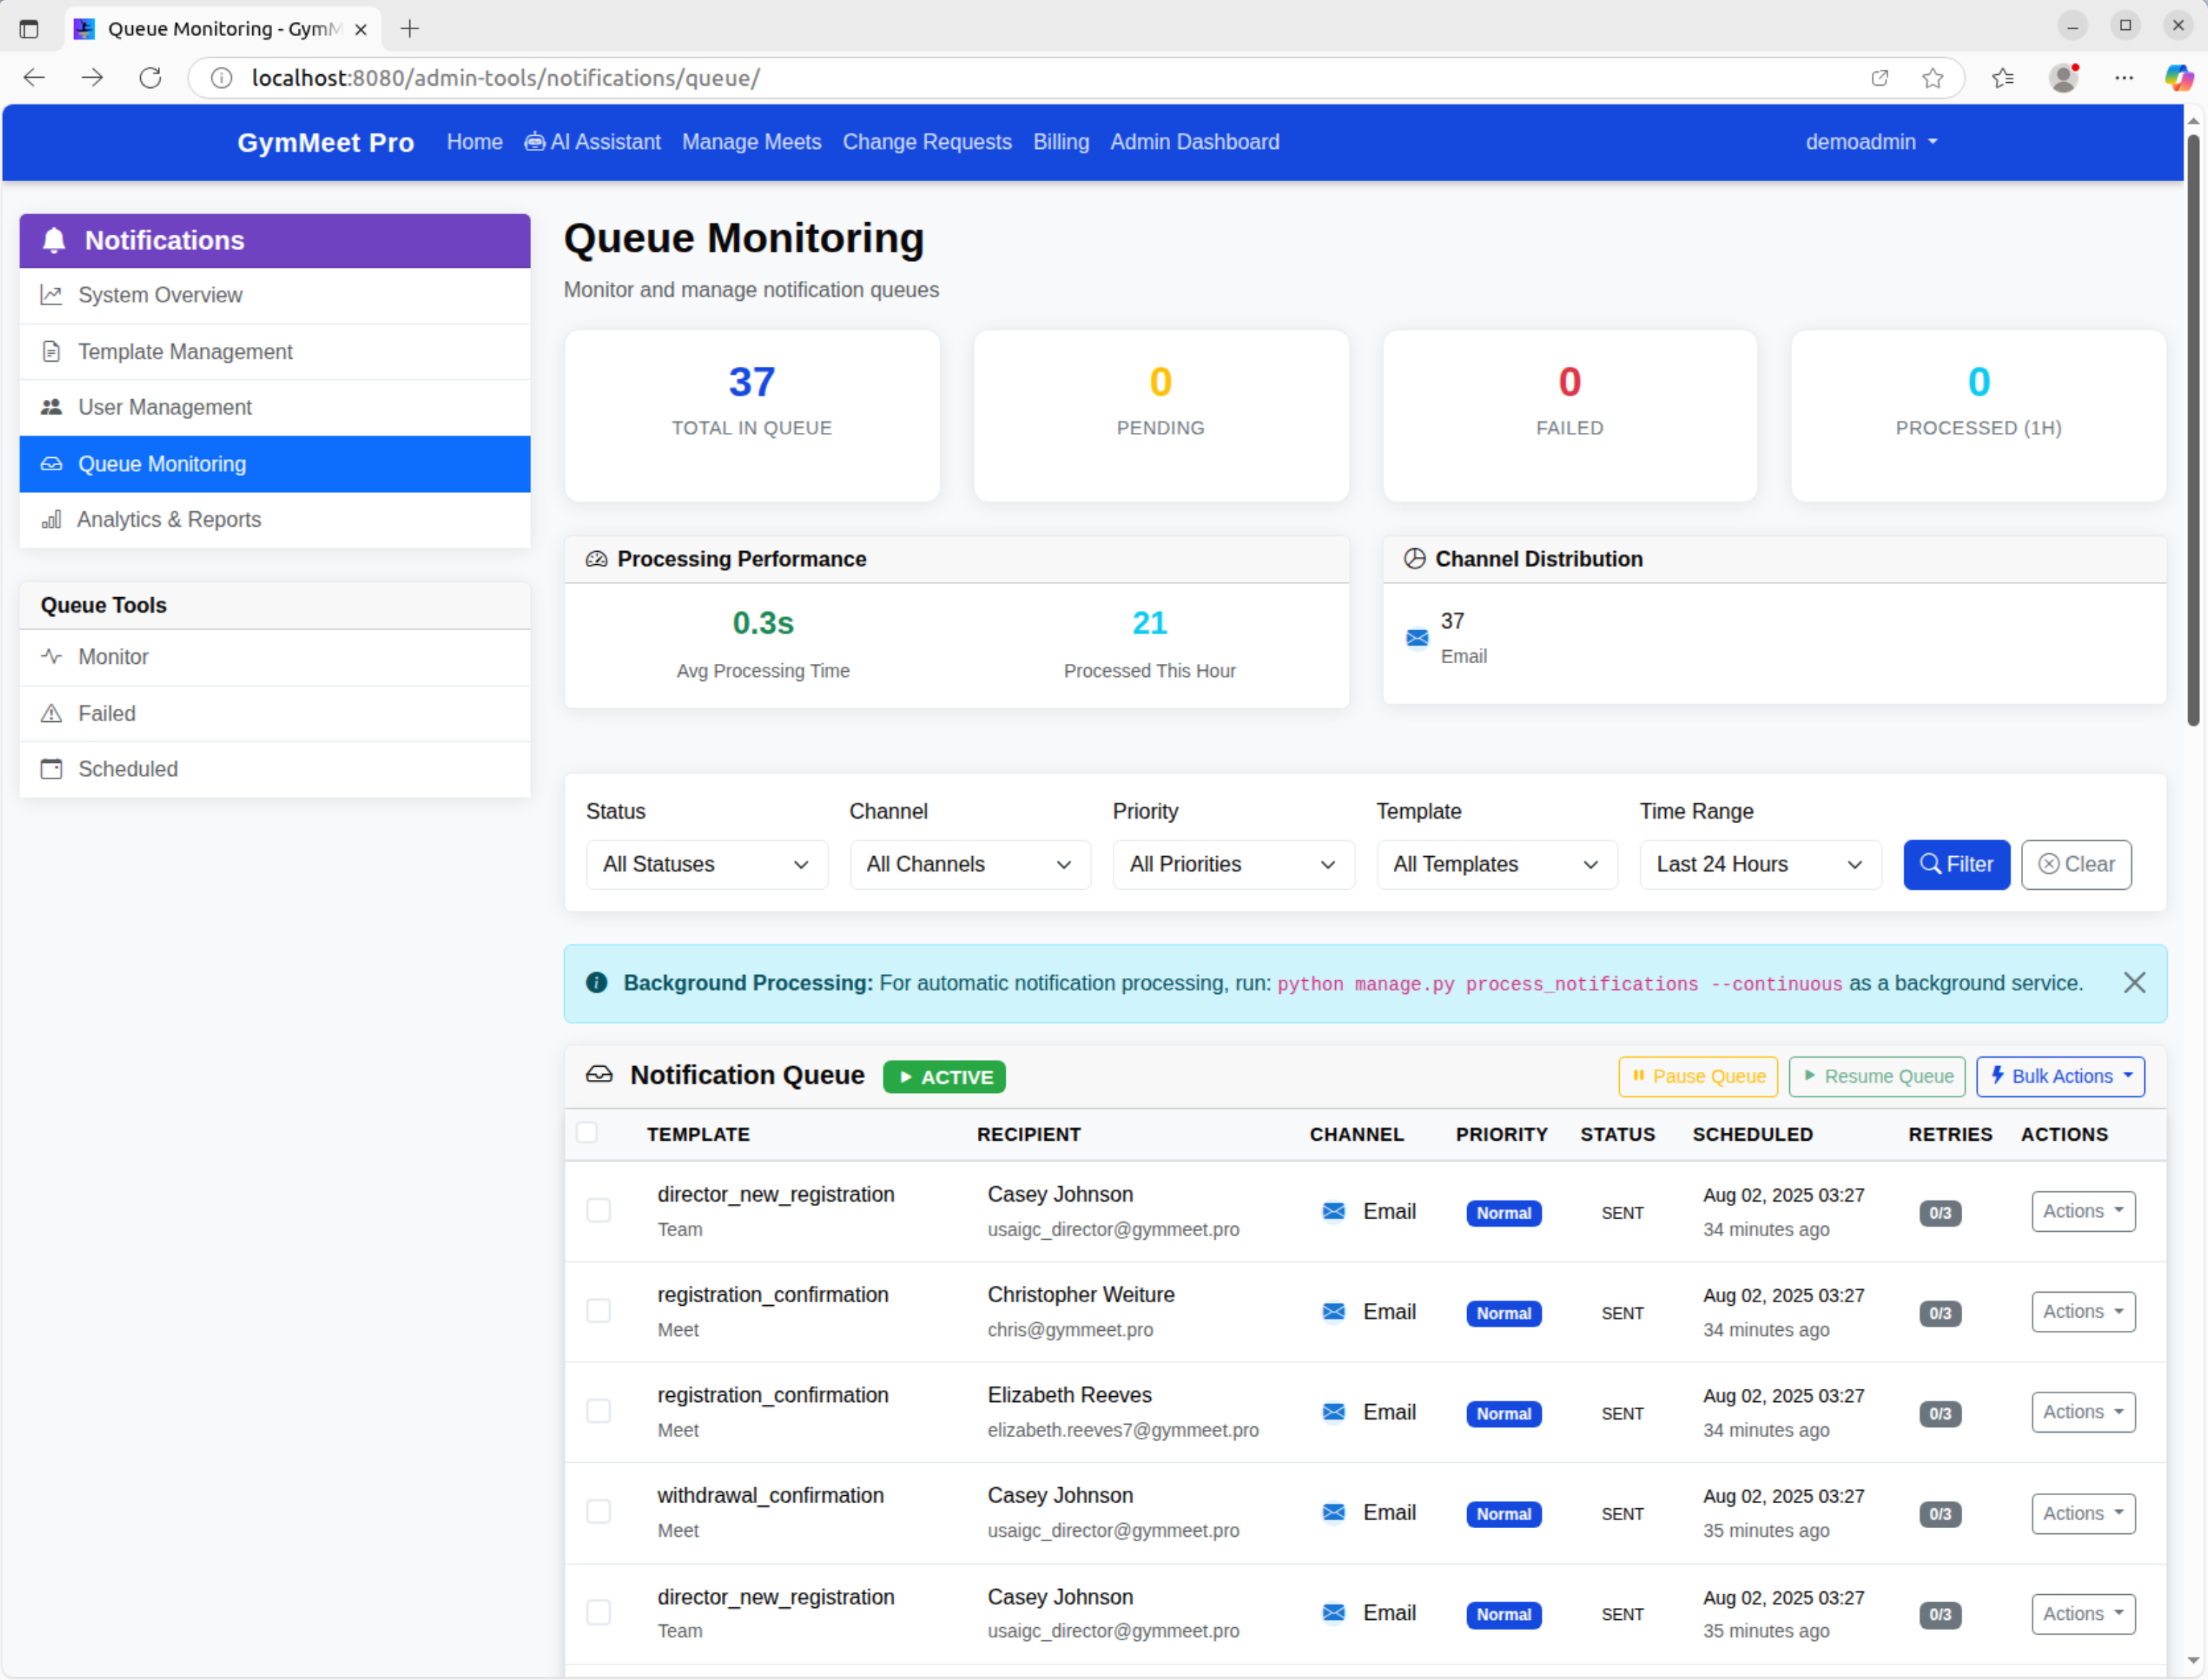 Queue Monitoring - Gym
localhost:8080/admin-tools/notifications/queue/
GymMeet Pro Home AI Assistant Manage Meets Change Requests Billing Admin Dashboard demoadmin
Notifications
System Overview
Template Management
User Management
Queue Monitoring
Analytics & Reports
Queue Tools
Monitor
Failed
Scheduled
Queue Monitoring
Monitor and manage notification queues
37
TOTAL IN QUEUE
0
PENDING
0
FAILED
0
PROCESSED (1H)
Processing Performance
0.3s
Avg Processing Time
21
Processed This Hour
Channel Distribution
37
Email
Status Channel Priority Template Time Range
All Statuses All Channels All Priorities All Templates Last 24 Hours Filter Clear
Background Processing: For automatic notification processing, run: python manage.py process_notifications --continuous as a background service.
Notification Queue ACTIVE Pause Queue Resume Queue Bulk Actions
TEMPLATE RECIPIENT CHANNEL PRIORITY STATUS SCHEDULED RETRIES ACTIONS
director_new_registration Casey Johnson Email Normal SENT Aug 02, 2025 03:27 0/3 Actions
Team usaigc_director@gymmeet.pro 34 minutes ago
registration_confirmation Christopher Weiture Email Normal SENT Aug 02, 2025 03:27 0/3 Actions
Meet chris@gymmeet.pro 34 minutes ago
registration_confirmation Elizabeth Reeves Email Normal SENT Aug 02, 2025 03:27 0/3 Actions
Meet elizabeth.reeves7@gymmeet.pro 34 minutes ago
withdrawal_confirmation Casey Johnson Email Normal SENT Aug 02, 2025 03:27 0/3 Actions
Meet usaigc_director@gymmeet.pro 35 minutes ago
director_new_registration Casey Johnson Email Normal SENT Aug 02, 2025 03:27 0/3 Actions
Team usaigc_director@gymmeet.pro 35 minutes ago